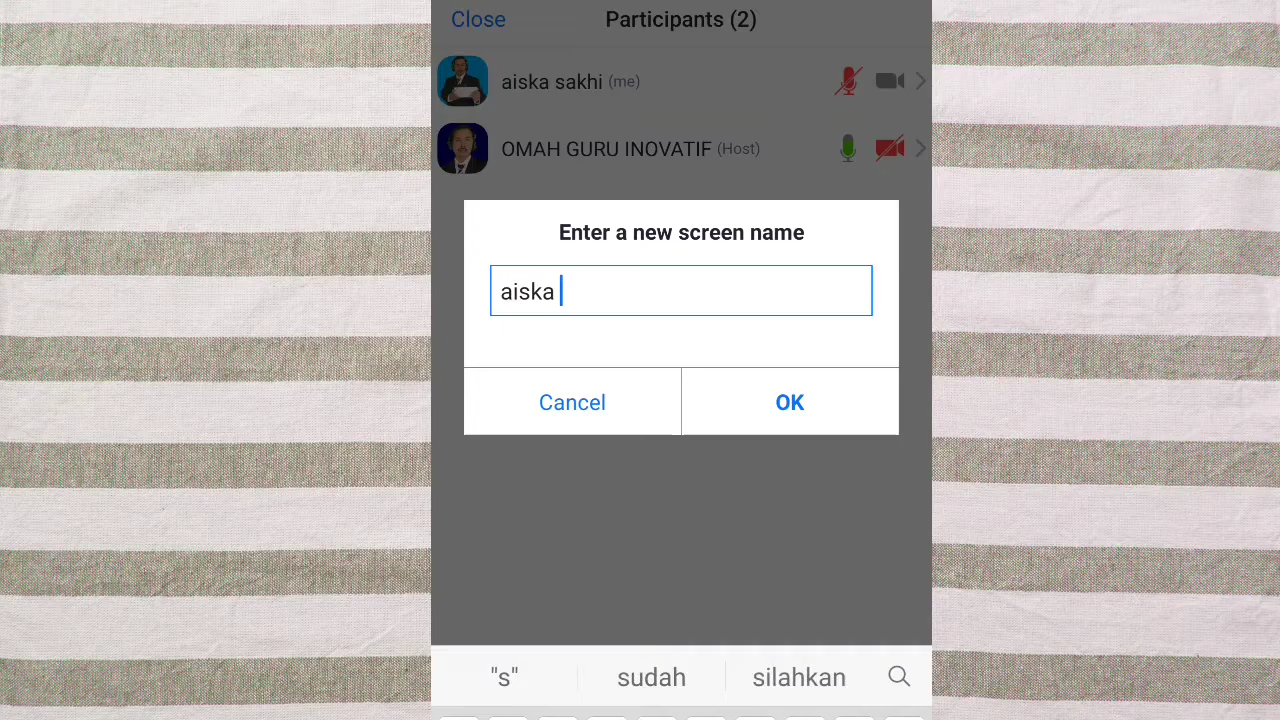 Close Participants (2)
aiska sakhi (me)
OMAH GURU INOVATIF (Host)
Enter a new screen name
aiska
Cancel OK
"s" sudah silahkan